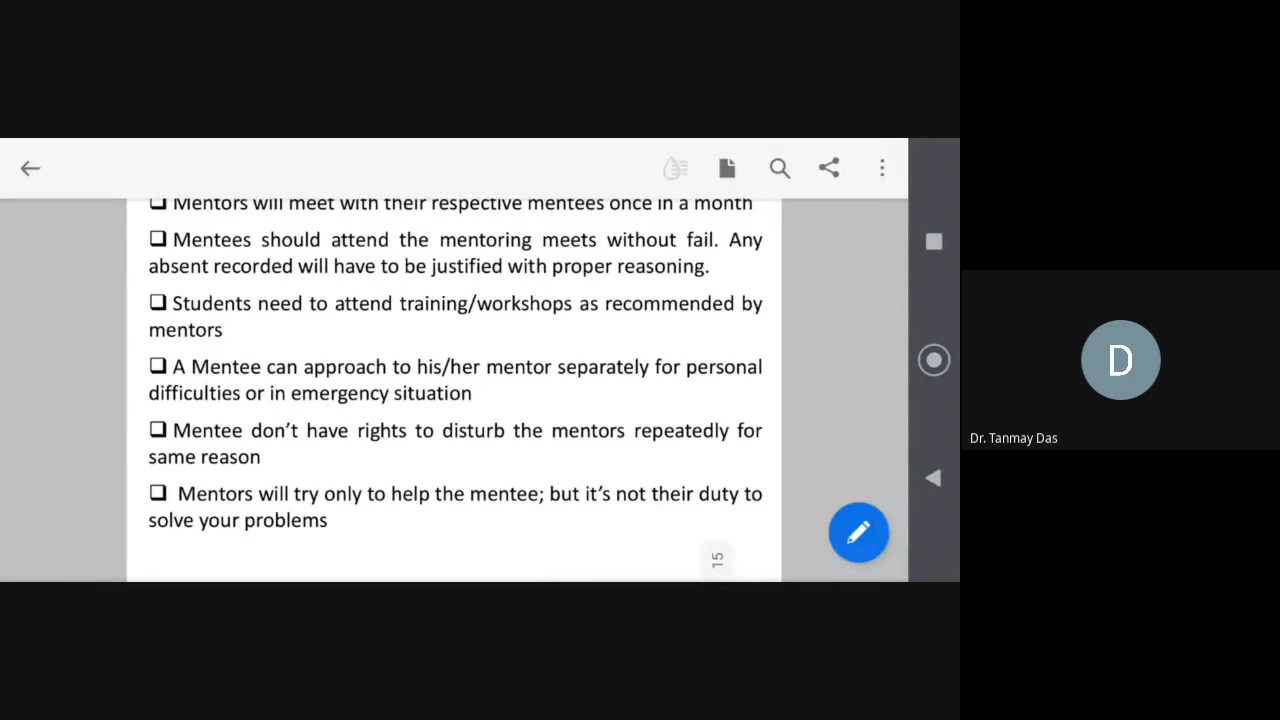 Mentors will meet with their respective mentees once in a month
Mentees should attend the mentoring meets without fail. Any
absent recorded will have to be justified with proper reasoning.
Students need to attend training/workshops as recommended by
mentors
A Mentee can approach to his/her mentor separately for personal
difficulties or in emergency situation
Mentee don’t have rights to disturb the mentors repeatedly for
same reason
Mentors will try only to help the mentee; but it’s not their duty to
solve your problems
15
D
Dr. Tanmay Das